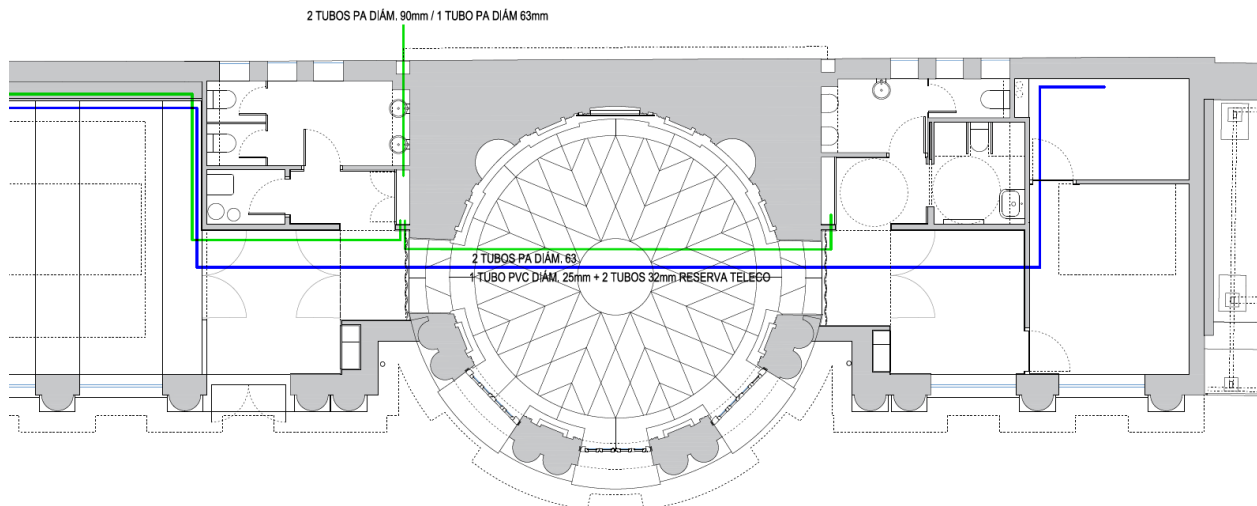 2 TUBOS PA DIÁM. 90mm / 1 TUBO PA DIÁM 63mm
2 TUBOS PA DIÁM. 63
1 TUBO PVC DIÁM. 25mm + 2 TUBOS 32mm RESERVA TELECO